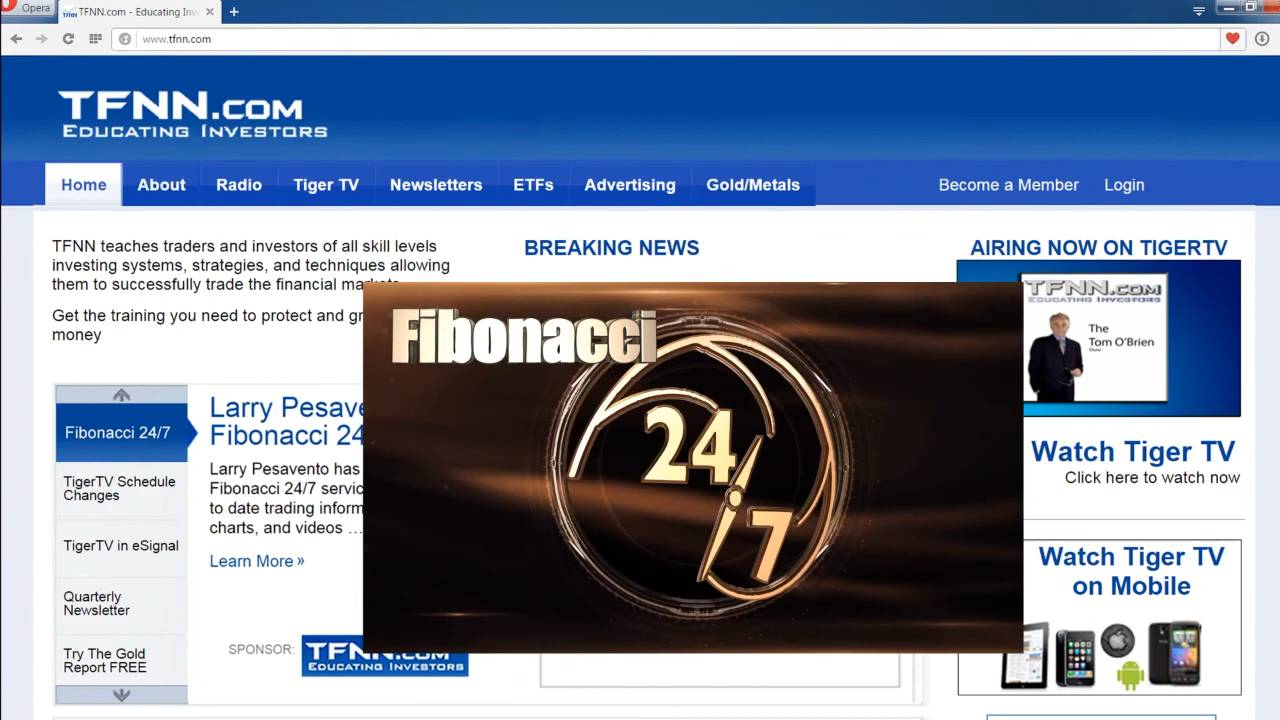 Opera
TFNN.com - Educating Inv
www.tfnn.com
TFNN.com
Educating Investors
Home
About
Radio
Tiger TV
Newsletters
ETFs
Advertising
Gold/Metals
Become a Member
Login
TFNN teaches traders and investors of all skill levels
investing systems, strategies, and techniques allowing
them to successfully trade the financial markets.
Get the training you need to protect and gr
money
BREAKING NEWS
AIRING NOW ON TIGERTV
TFNN.com
Educating Investors
The
Tom O'Brien
Show
Fibonacci
24
7
Fibonacci 24/7
TigerTV Schedule
Changes
TigerTV in eSignal
Quarterly
Newsletter
Try The Gold
Report FREE
Larry Pesave
Fibonacci 24
Larry Pesavento has
Fibonacci 24/7 servic
to date trading inform
charts, and videos …
Learn More »
SPONSOR:
TFNN.com
Educating Investors
Watch Tiger TV
Click here to watch now
Watch Tiger TV
on Mobile